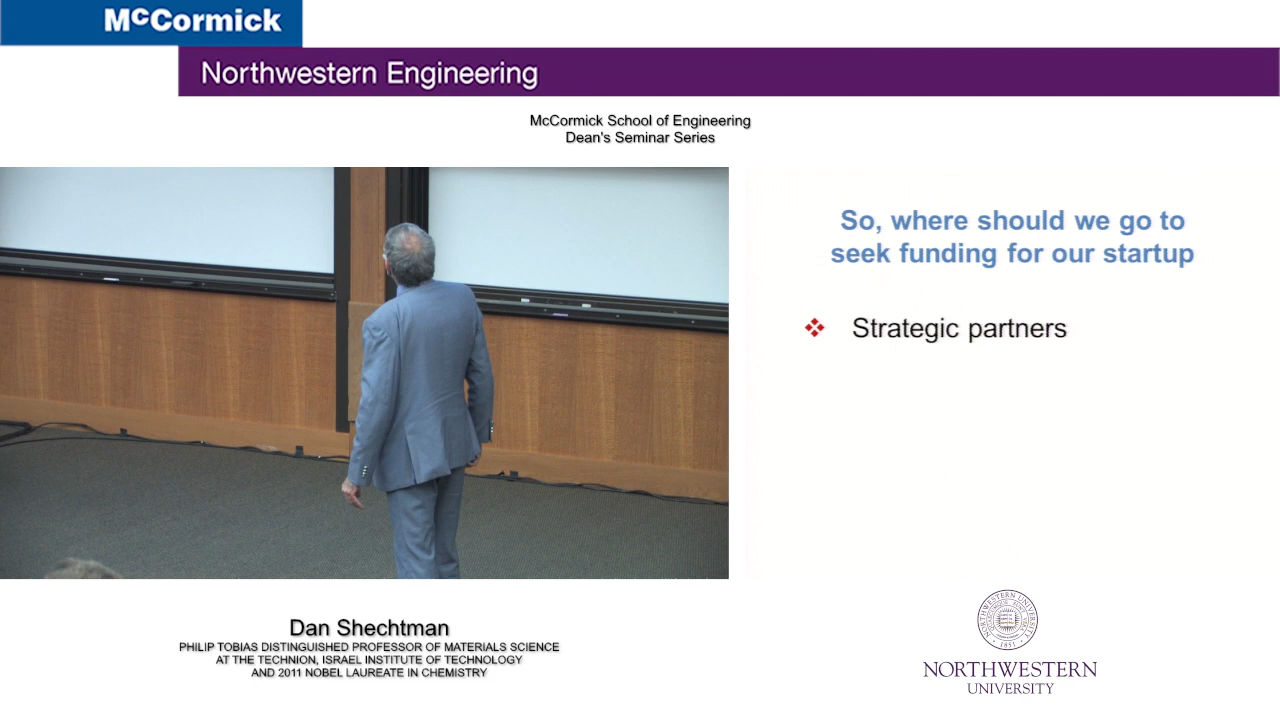 McCormick
Northwestern Engineering
McCormick School of Engineering
Dean's Seminar Series
So, where should we go to
seek funding for our startup
❖ Strategic partners
Dan Shechtman
PHILIP TOBIAS DISTINGUISHED PROFESSOR OF MATERIALS SCIENCE
AT THE TECHNION, ISRAEL INSTITUTE OF TECHNOLOGY
AND 2011 NOBEL LAUREATE IN CHEMISTRY
NORTHWESTERN
UNIVERSITY